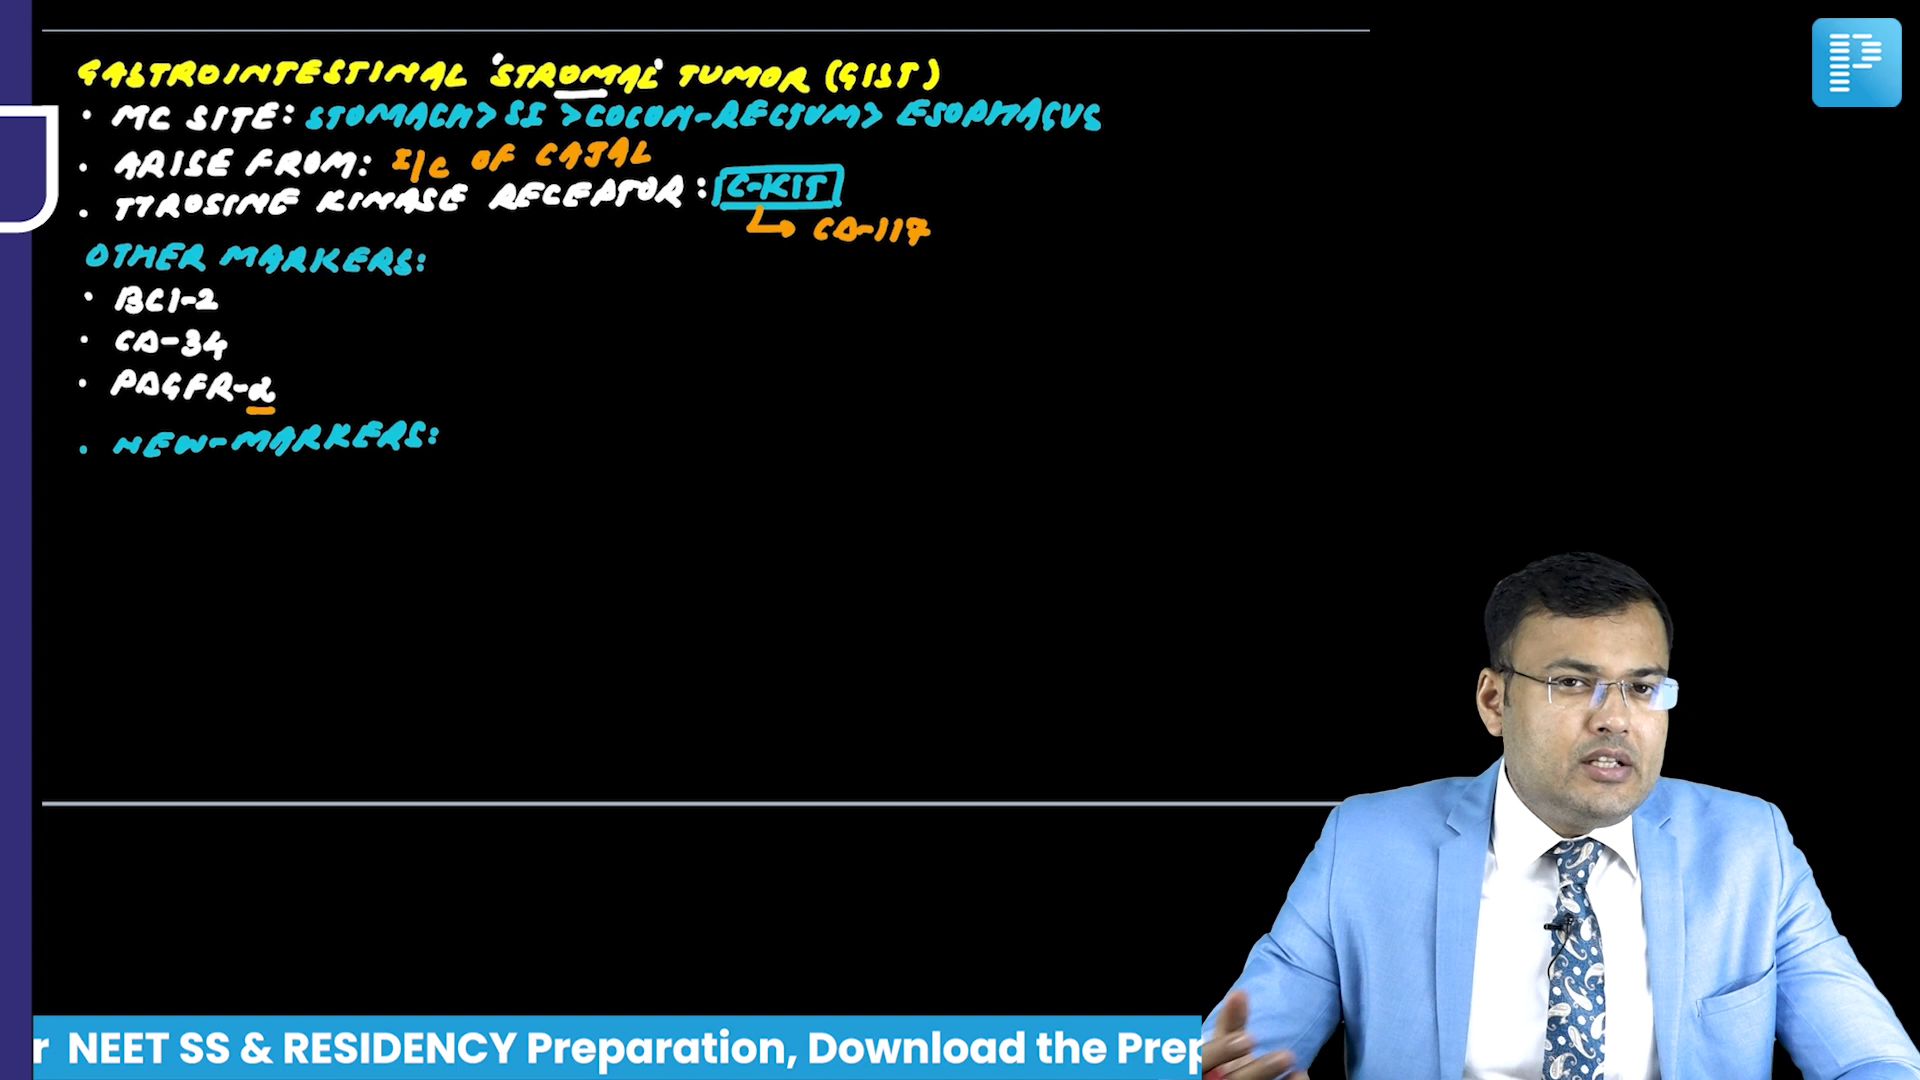 GASTROINTESTINAL 'STROMAL' TUMOR (GIST)
• MC SITE: STOMACH > SI > COLON-RECTUM > ESOPHAGUS
• ARISE FROM: I/C OF CAJAL
• TYROSINE KINASE RECEPTOR: C-KIT
↳ CD-117
OTHER MARKERS:
• BCl-2
• CD-34
• PDGFR-α
• NEW-MARKERS:
r NEET SS & RESIDENCY Preparation, Download the Prep